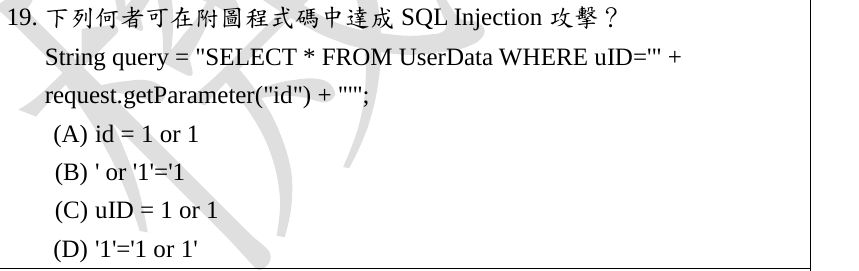 19. 下列何者可在附圖程式碼中達成 SQL Injection 攻擊？
String query = "SELECT * FROM UserData WHERE uID='" +
request.getParameter("id") + "'";
(A) id = 1 or 1
(B) ' or '1'='1
(C) uID = 1 or 1
(D) '1'='1 or 1'